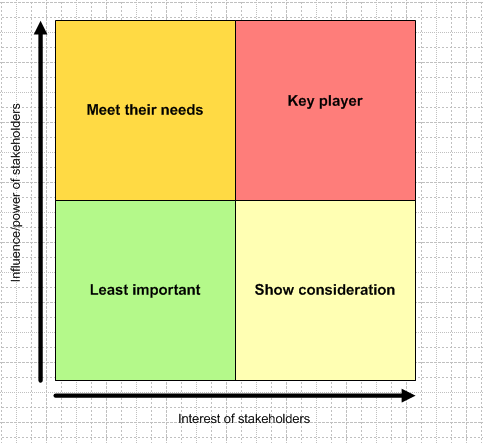 Influence/power of stakeholders
Meet their needs
Key player
Least important
Show consideration
Interest of stakeholders